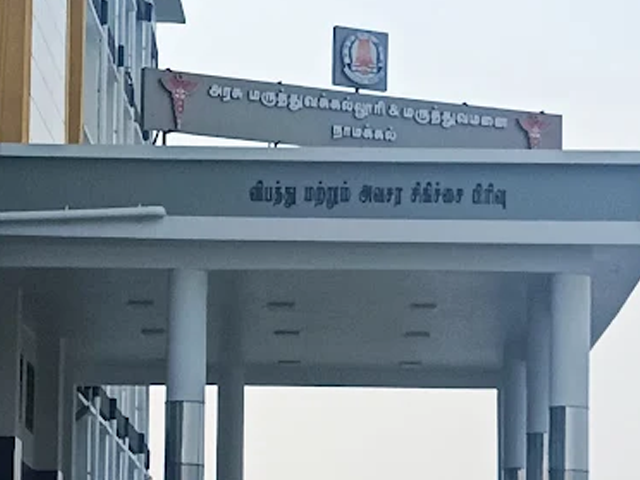 அரசு மருத்துவக்கல்லூரி & மருத்துவமனை
நாமக்கல்
விபத்து மற்றும் அவசர சிகிச்சை பிரிவு